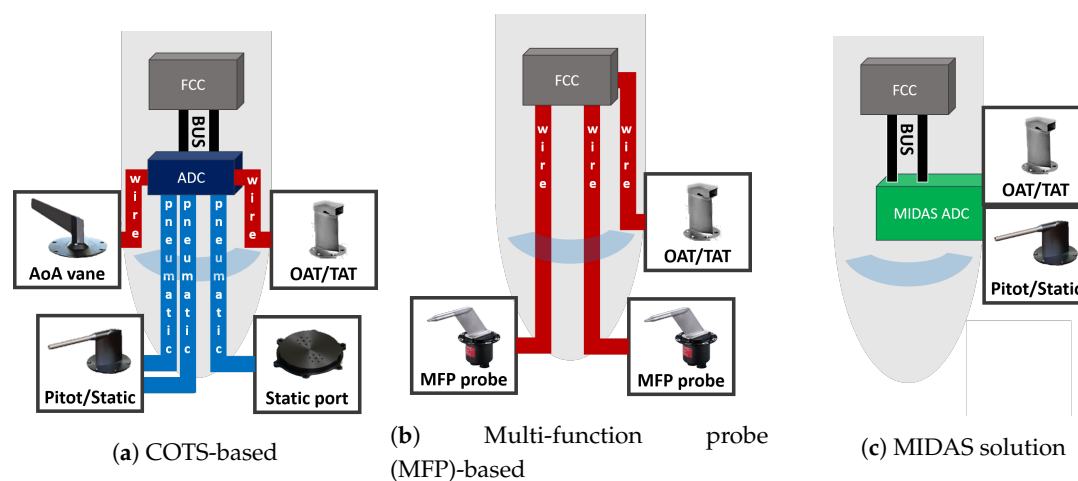 FCC
BUS
ADC
wire
wire
pneumatic
pneumatic
pneumatic
AoA vane
OAT/TAT
Pitot/Static
Static port
(a) COTS-based
FCC
wire
wire
wire
OAT/TAT
MFP probe
MFP probe
(b) Multi-function probe
(MFP)-based
FCC
BUS
OAT/TAT
MIDAS ADC
Pitot/Static
(c) MIDAS solution